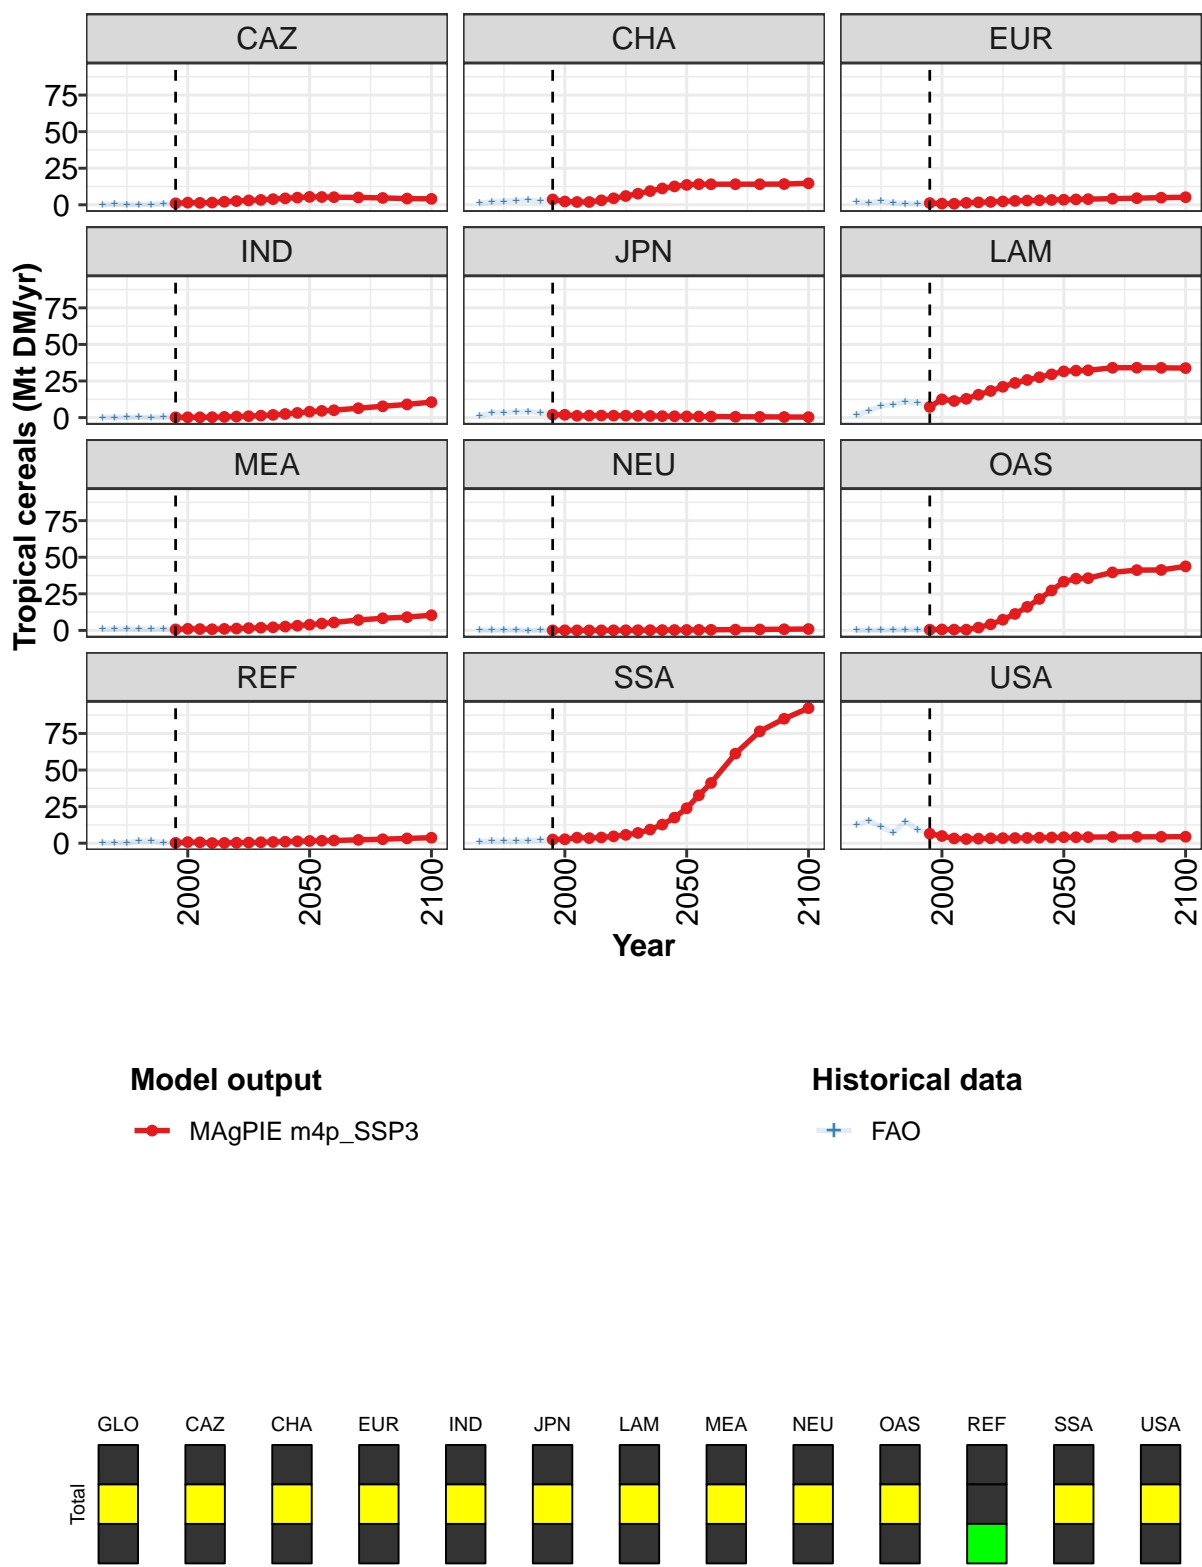 CAZ CHA EUR
75
50
25
0
IND JPN LAM
75
50
25
0
MEA NEU OAS
75
50
25
0
REF SSA USA
75
50
25
0
2000 2050 2100 2000 2050 2100 2000 2050 2100
Year
Tropical cereals (Mt DM/yr)
Model output Historical data
MAgPIE m4p_SSP3 FAO
GLO CAZ CHA EUR IND JPN LAM MEA NEU OAS REF SSA USA
Total